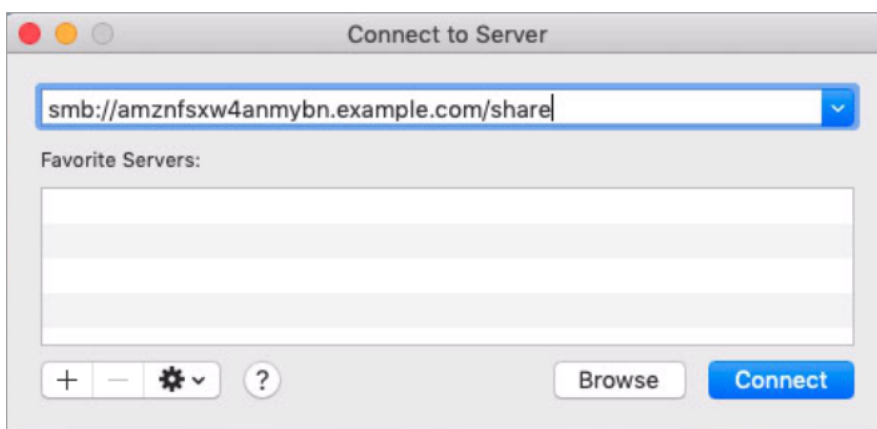 Connect to Server
smb://amznfsxw4anmybn.example.com/share
Favorite Servers:
+ − ?
Browse Connect